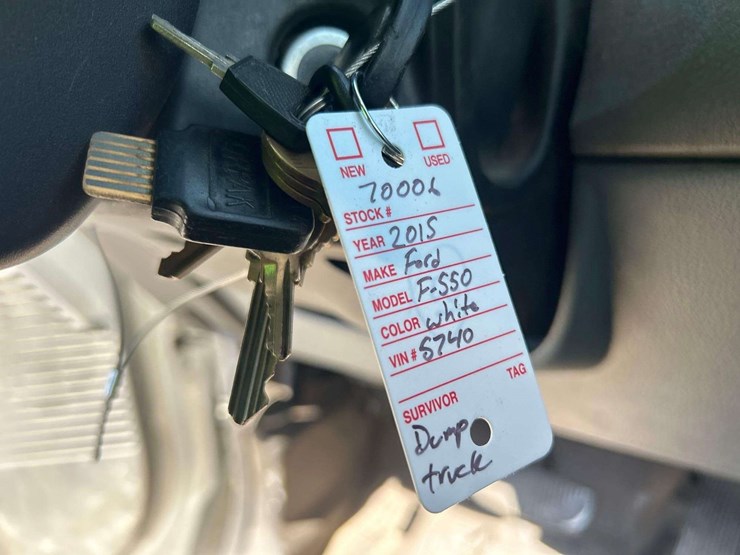 NEW USED
STOCK # 70006
YEAR 2015
MAKE Ford
MODEL F-550
COLOR white
VIN # 5740
SURVIVOR TAG
Dump
truck